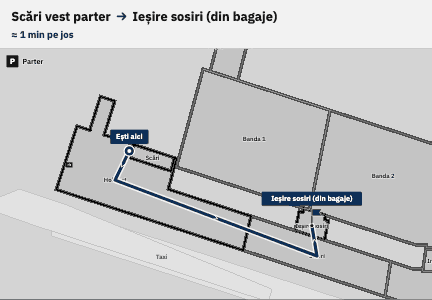 Scări vest parter → Ieșire sosiri (din bagaje)
≈ 1 min pe jos
P Parter
Ești aici
Scări
Banda 1
Banda 2
Ieșire sosiri (din bagaje)
Taxi